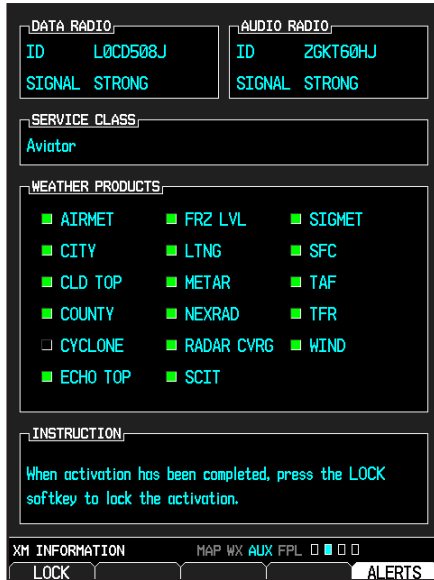 DATA RADIO
ID L0CD508J
SIGNAL STRONG
AUDIO RADIO
ID ZGKT60HJ
SIGNAL STRONG
SERVICE CLASS
Aviator
WEATHER PRODUCTS
AIRMET FRZ LVL SIGMET
CITY LTNG SFC
CLD TOP METAR TAF
COUNTY NEXRAD TFR
CYCLONE RADAR CVRG WIND
ECHO TOP SCIT
INSTRUCTION
When activation has been completed, press the LOCK
softkey to lock the activation.
XM INFORMATION MAP WX AUX FPL
LOCK ALERTS